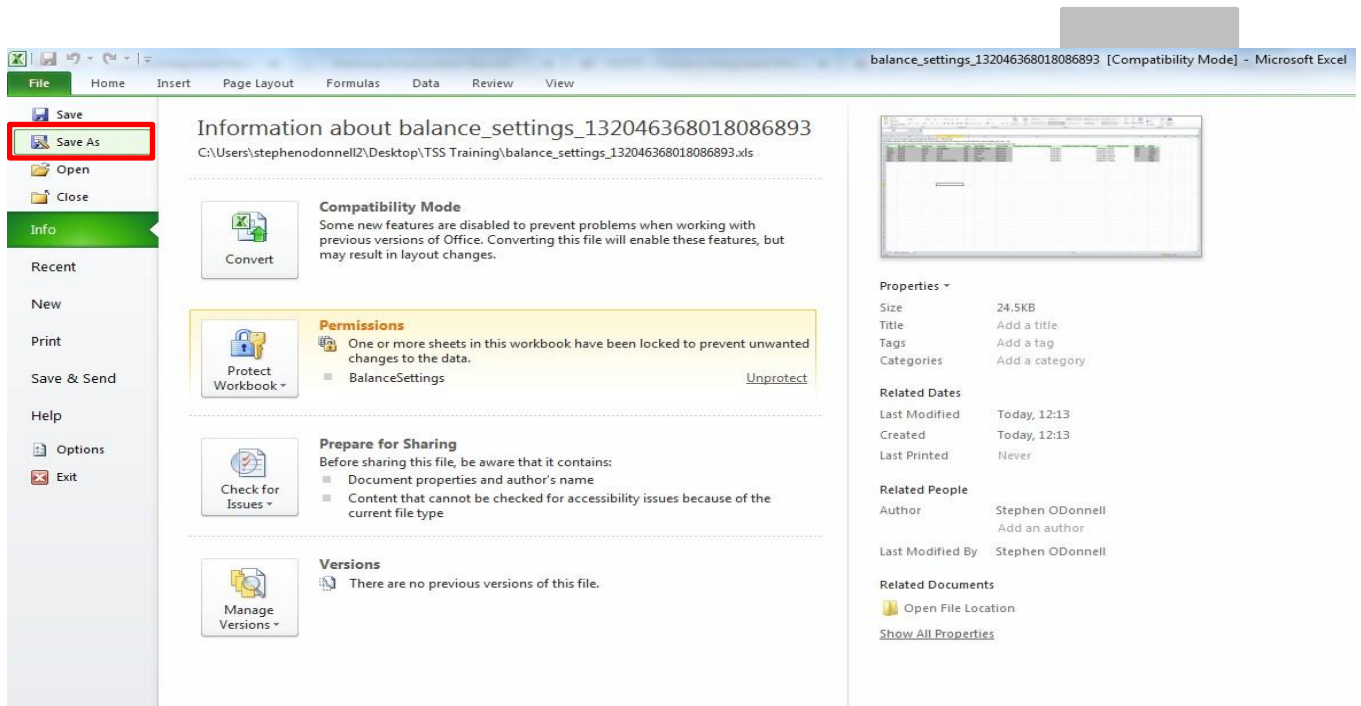 balance_settings_132046368018086893 [Compatibility Mode] - Microsoft Excel
File Home Insert Page Layout Formulas Data Review View
Save
Save As
Open
Close
Info
Recent
New
Print
Save & Send
Help
Options
Exit
Information about balance_settings_132046368018086893
C:\Users\stephenodonnell2\Desktop\TSS Training\balance_settings_132046368018086893.xls
Convert
Compatibility Mode
Some new features are disabled to prevent problems when working with
previous versions of Office. Converting this file will enable these features, but
may result in layout changes.
Protect
Workbook
Permissions
One or more sheets in this workbook have been locked to prevent unwanted
changes to the data.
BalanceSettings Unprotect
Check for
Issues
Prepare for Sharing
Before sharing this file, be aware that it contains:
Document properties and author's name
Content that cannot be checked for accessibility issues because of the
current file type
Manage
Versions
Versions
There are no previous versions of this file.
Properties
Size 24.5KB
Title Add a title
Tags Add a tag
Categories Add a category
Related Dates
Last Modified Today, 12:13
Created Today, 12:13
Last Printed Never
Related People
Author Stephen ODonnell
Add an author
Last Modified By Stephen ODonnell
Related Documents
Open File Location
Show All Properties